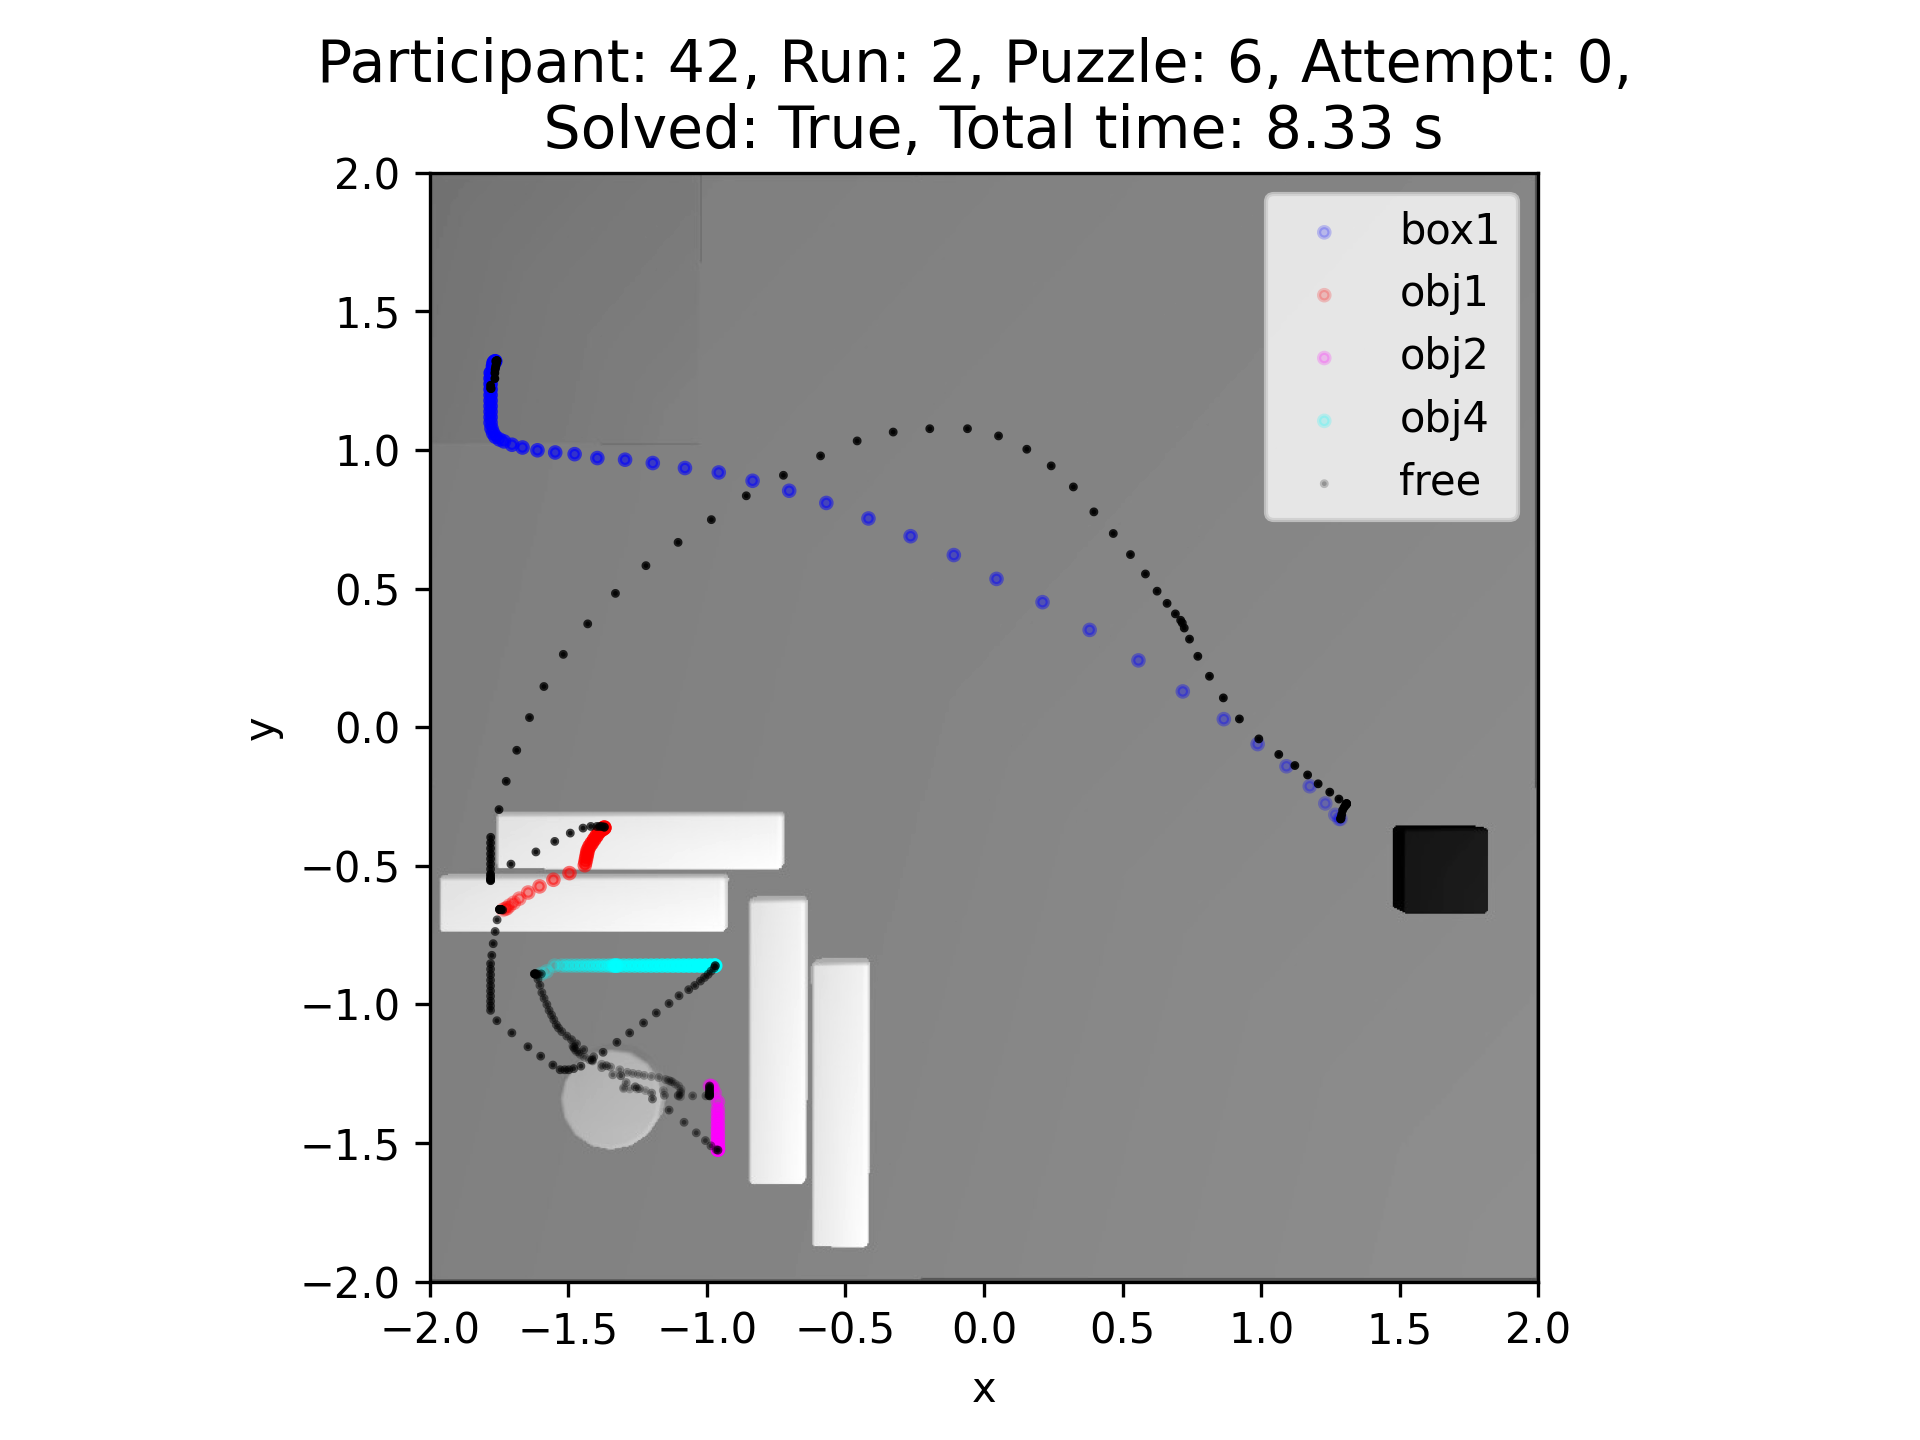 Participant: 42, Run: 2, Puzzle: 6, Attempt: 0,
Solved: True, Total time: 8.33 s
2.0
1.5
1.0
0.5
0.0
−0.5
−1.0
−1.5
−2.0
y
box1
obj1
obj2
obj4
free
−2.0 −1.5 −1.0 −0.5 0.0 0.5 1.0 1.5 2.0
x